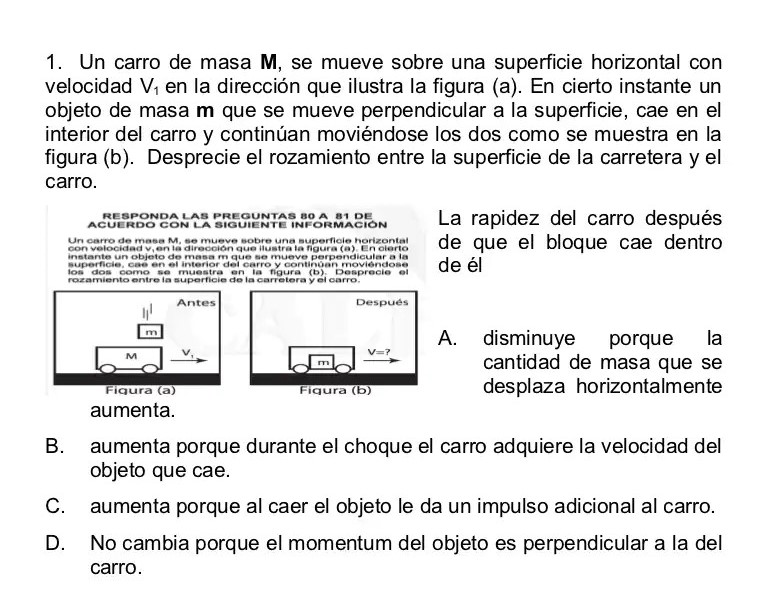 1. Un carro de masa M, se mueve sobre una superficie horizontal con
velocidad V₁ en la dirección que ilustra la figura (a). En cierto instante un
objeto de masa m que se mueve perpendicular a la superficie, cae en el
interior del carro y continúan moviéndose los dos como se muestra en la
figura (b). Desprecie el rozamiento entre la superficie de la carretera y el
carro.
RESPONDA LAS PREGUNTAS 80 A 81 DE
ACUERDO CON LA SIGUIENTE INFORMACIÓN
Un carro de masa M, se mueve sobre una superficie horizontal
con velocidad v, en la dirección que ilustra la figura (a). En cierto
instante un objeto de masa m que se mueve perpendicular a la
superficie, cae en el interior del carro y continúan moviéndose
los dos como se muestra en la figura (b). Desprecie el
rozamiento entre la superficie de la carretera y el carro.
Antes
m
M
V₁
Figura (a)
Después
m
V=?
Figura (b)
La rapidez del carro después
de que el bloque cae dentro
de él
A. disminuye porque la
cantidad de masa que se
desplaza horizontalmente
aumenta.
B. aumenta porque durante el choque el carro adquiere la velocidad del
objeto que cae.
C. aumenta porque al caer el objeto le da un impulso adicional al carro.
D. No cambia porque el momentum del objeto es perpendicular a la del
carro.